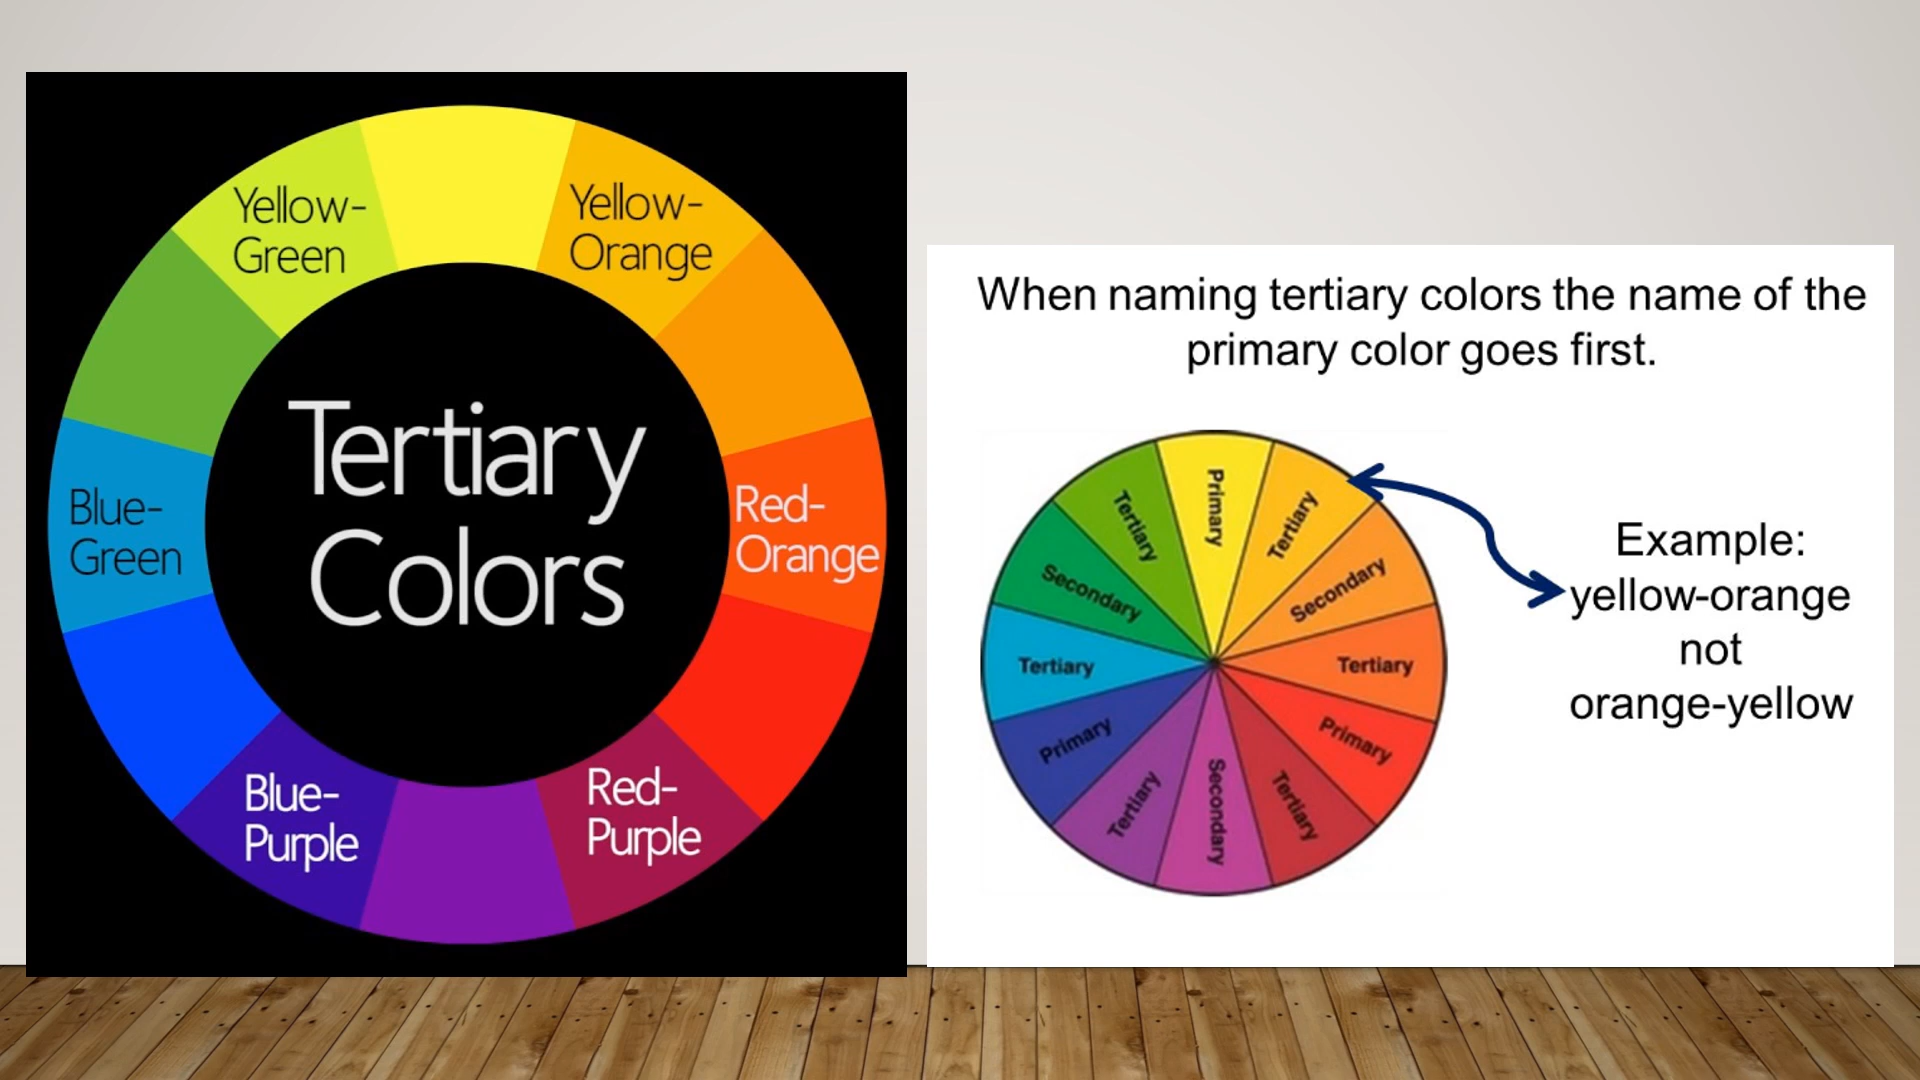 Yellow-
Green
Yellow-
Orange
Tertiary
Colors
Blue-
Green
Red-
Orange
Blue-
Purple
Red-
Purple
When naming tertiary colors the name of the
primary color goes first.
Primary
Tertiary
Secondary
Tertiary
Primary
Tertiary
Secondary
Tertiary
Primary
Tertiary
Secondary
Tertiary
Example:
yellow-orange
not
orange-yellow